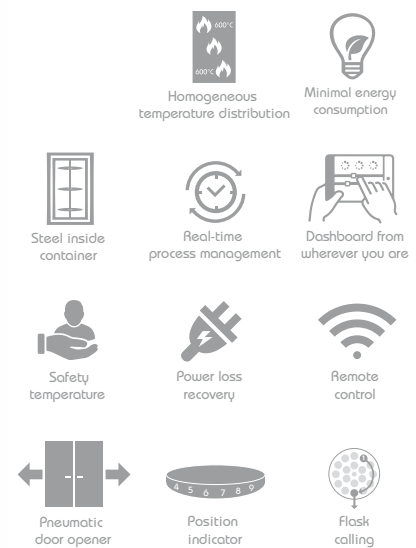 600°C
600°C
Homogeneous
temperature distribution
Minimal energy
consumption
Steel inside
container
Real-time
process management
Dashboard from
wherever you are
Safety
temperature
Power loss
recovery
Remote
control
Pneumatic
door opener
4 5 6 7 8 9
Position
indicator
Flask
calling